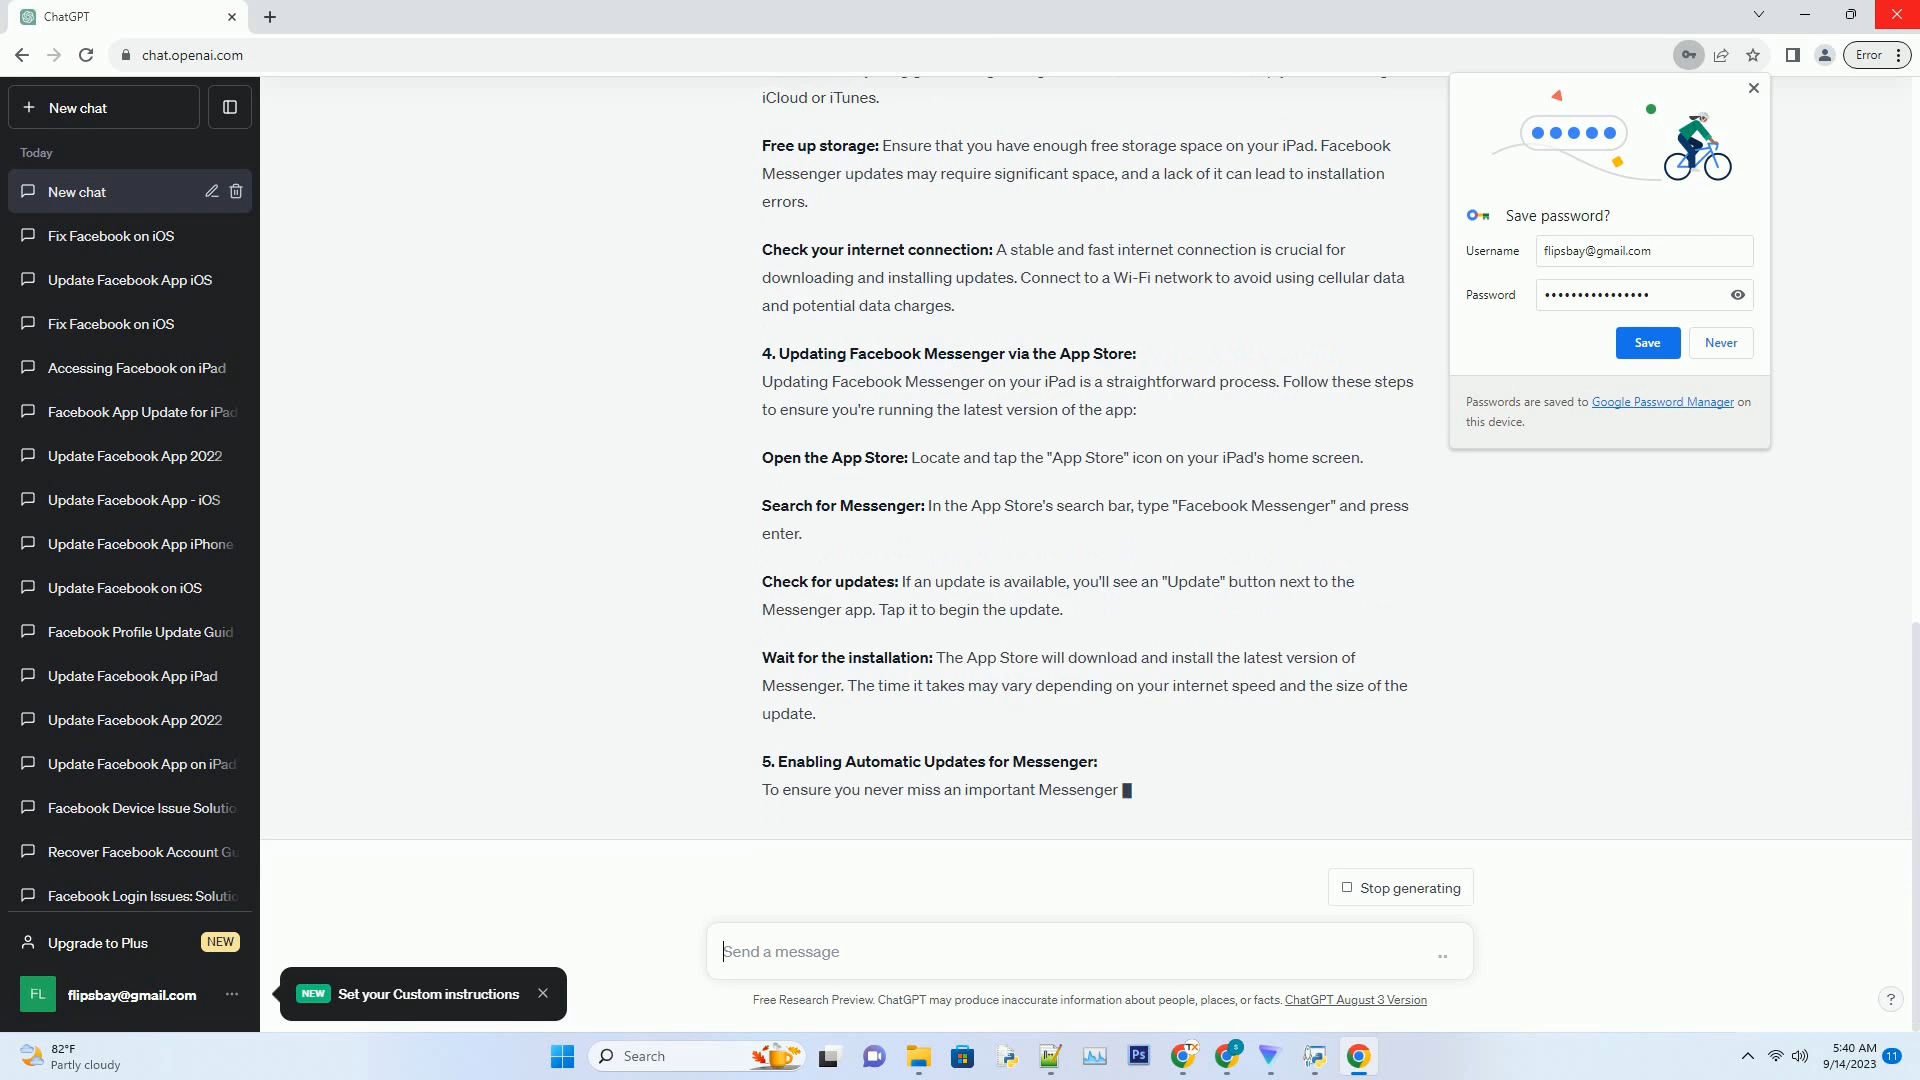 ChatGPT
chat.openai.com
Error
New chat
Today
New chat
Fix Facebook on iOS
Update Facebook App iOS
Fix Facebook on iOS
Accessing Facebook on iPad
Facebook App Update for iPad
Update Facebook App 2022
Update Facebook App - iOS
Update Facebook App iPhone
Update Facebook on iOS
Facebook Profile Update Guid
Update Facebook App iPad
Update Facebook App 2022
Update Facebook App on iPad
Facebook Device Issue Solutio
Recover Facebook Account Gu
Facebook Login Issues: Solutio
Upgrade to Plus NEW
FL flipsbay@gmail.com
iCloud or iTunes.
Free up storage: Ensure that you have enough free storage space on your iPad. Facebook
Messenger updates may require significant space, and a lack of it can lead to installation
errors.
Check your internet connection: A stable and fast internet connection is crucial for
downloading and installing updates. Connect to a Wi-Fi network to avoid using cellular data
and potential data charges.
4. Updating Facebook Messenger via the App Store:
Updating Facebook Messenger on your iPad is a straightforward process. Follow these steps
to ensure you're running the latest version of the app:
Open the App Store: Locate and tap the "App Store" icon on your iPad's home screen.
Search for Messenger: In the App Store's search bar, type "Facebook Messenger" and press
enter.
Check for updates: If an update is available, you'll see an "Update" button next to the
Messenger app. Tap it to begin the update.
Wait for the installation: The App Store will download and install the latest version of
Messenger. The time it takes may vary depending on your internet speed and the size of the
update.
5. Enabling Automatic Updates for Messenger:
To ensure you never miss an important Messenger
Stop generating
Send a message
Free Research Preview. ChatGPT may produce inaccurate information about people, places, or facts. ChatGPT August 3 Version
NEW Set your Custom instructions
?
Save password?
Username flipsbay@gmail.com
Password ••••••••••••••••
Save Never
Passwords are saved to Google Password Manager on
this device.
82°F
Partly cloudy
Search
Ps
TX
S
5:40 AM
9/14/2023
11